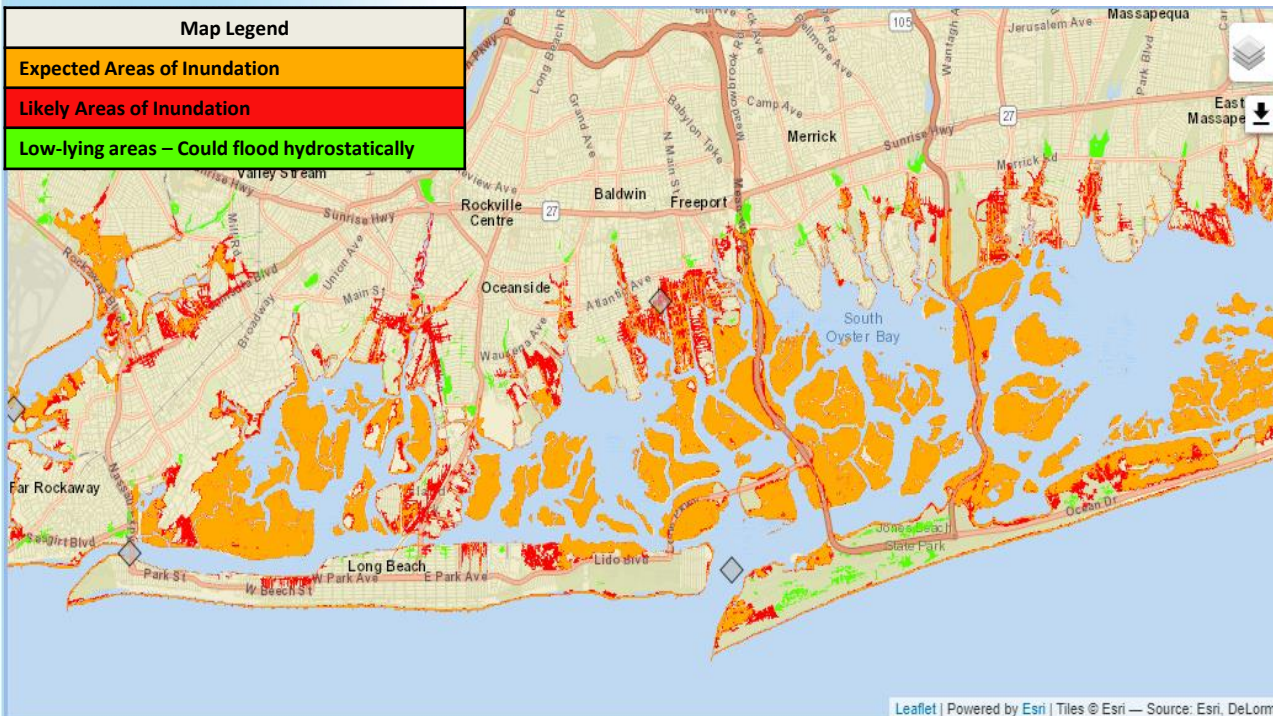 Map Legend
Expected Areas of Inundation
Likely Areas of Inundation
Low-lying areas – Could flood hydrostatically
105
Massapequa
Jerusalem Ave
Wantagh A
Park Blvd
Long Beach R
Bellmore Ave
Meadowbrook R
Grand Ave
Babylon Tpke
Camp Ave
N Main St
Merrick
Sunrise Hwy
27
East
Massape
Merrick Rd
Valley Stream
Sunrise Hwy
Mill Rd
Rockville
Centre
27
Baldwin
Freeport
Union Ave
Main St
Broadway
Oceanside
Atlantic Ave
South
Oyster Bay
Far Rockaway
Seagirt Blvd
Park St
W Beech St
W Park Ave
Long Beach
E Park Ave
Lido Blvd
Jones Beach
State Park
Ocean Dr
Leaflet | Powered by Esri | Tiles © Esri — Source: Esri, DeLorm